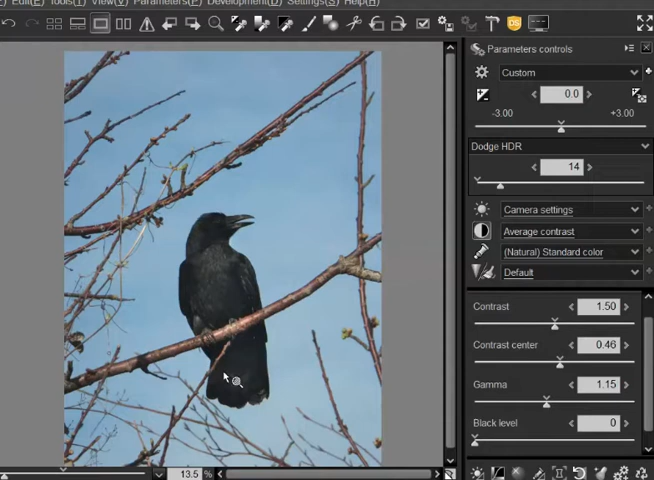 Edit(E) Tools(T) View(V) Parameters(P) Development(D) Settings(S) Help(H)
DS
Parameters controls
Custom
0.0
-3.00 +3.00
Dodge HDR
14
Camera settings
Average contrast
(Natural) Standard color
Default
Contrast 1.50
Contrast center 0.46
Gamma 1.15
Black level 0
13.5 %